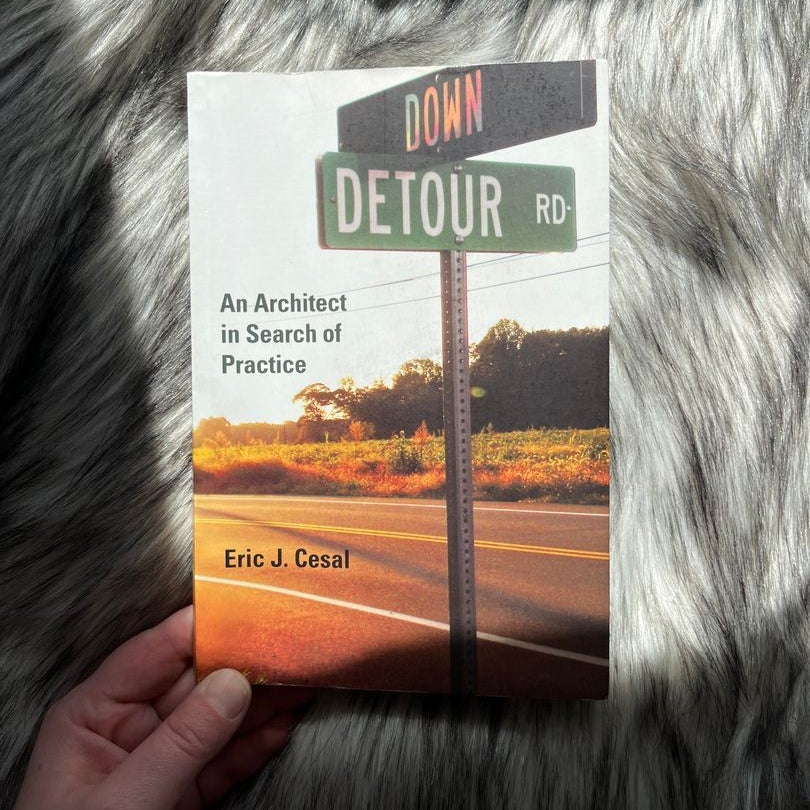 DOWN
DETOUR RD
An Architect
in Search of
Practice
Eric J. Cesal